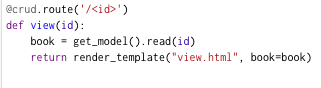 @crud.route('/<id>')
def view(id):
    book = get_model().read(id)
    return render_template("view.html", book=book)